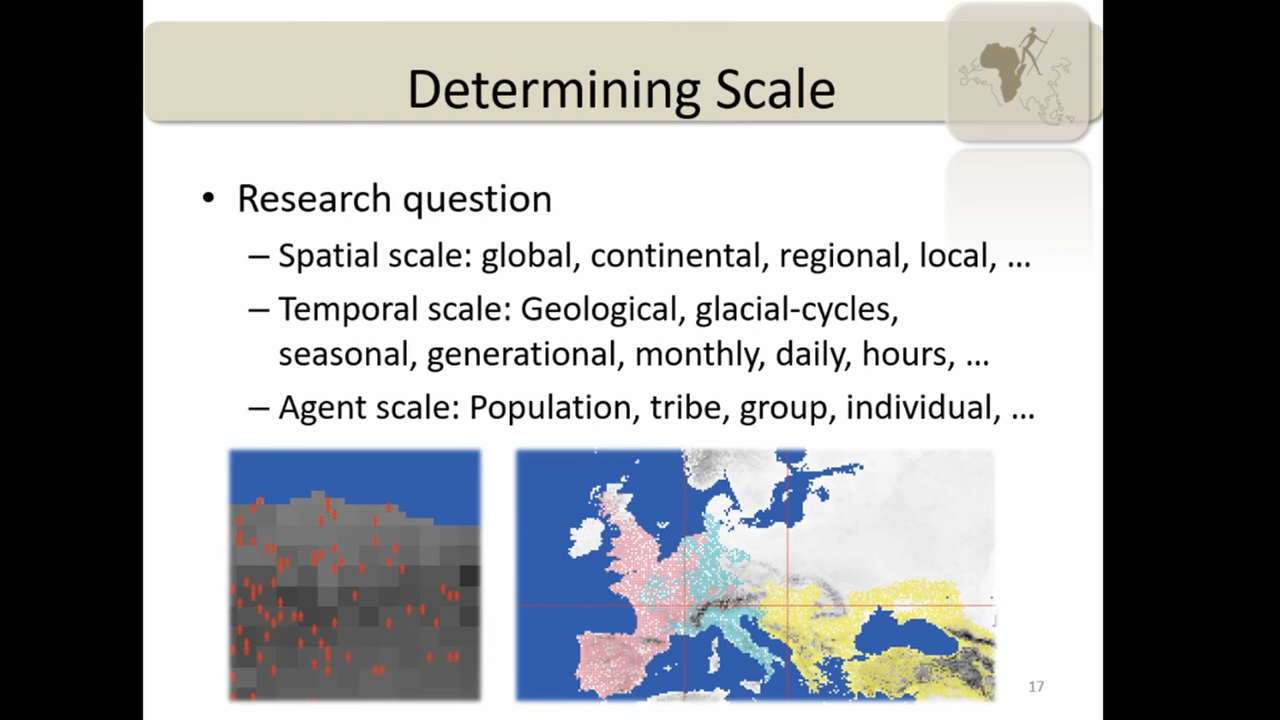 Determining Scale
• Research question
– Spatial scale: global, continental, regional, local, ...
– Temporal scale: Geological, glacial-cycles,
seasonal, generational, monthly, daily, hours, ...
– Agent scale: Population, tribe, group, individual, ...
17